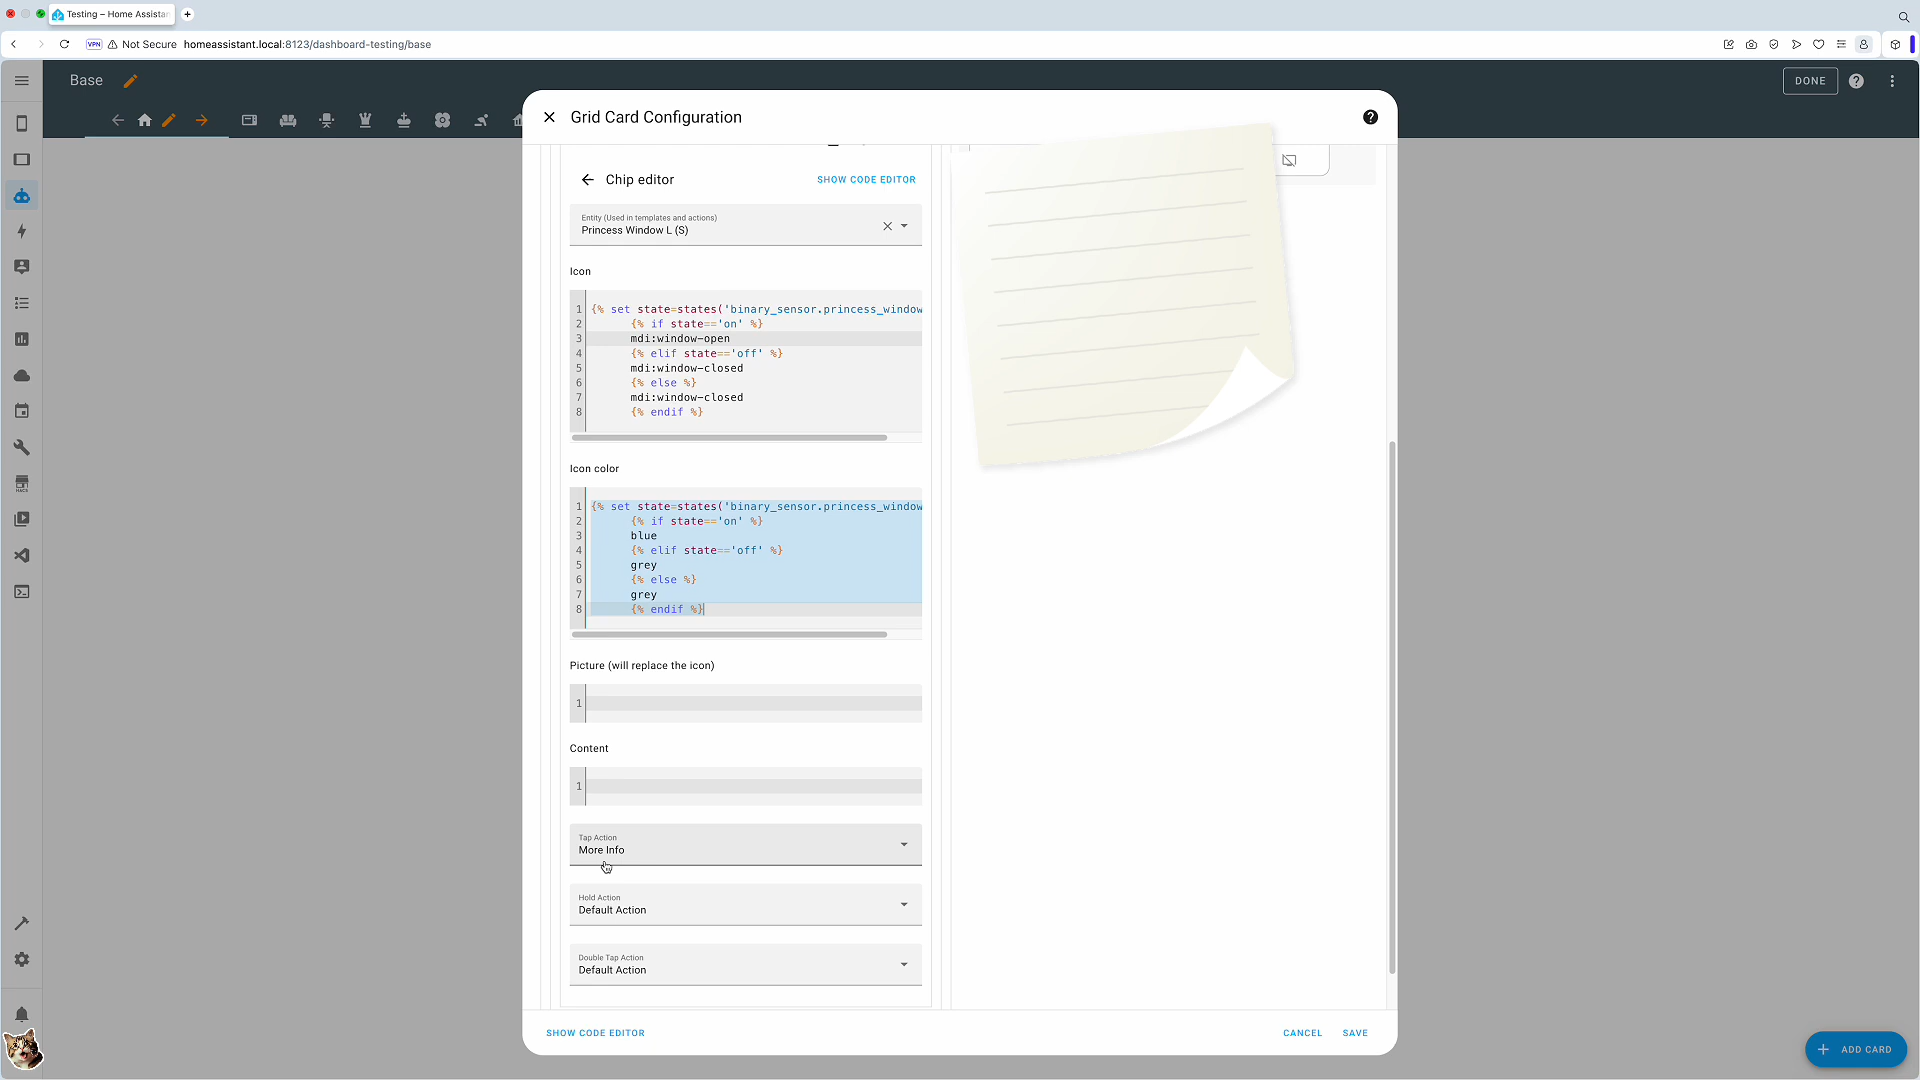 Testing – Home Assistan
VPN
Not Secure
homeassistant.local:8123/dashboard-testing/base
Base
DONE
Grid Card Configuration
Chip editor
SHOW CODE EDITOR
Entity (Used in templates and actions)
Princess Window L (S)
Icon
1 {% set state=states('binary_sensor.princess_window
2 {% if state=='on' %}
3 mdi:window-open
4 {% elif state=='off' %}
5 mdi:window-closed
6 {% else %}
7 mdi:window-closed
8 {% endif %}
Icon color
1 {% set state=states('binary_sensor.princess_window
2 {% if state=='on' %}
3 blue
4 {% elif state=='off' %}
5 grey
6 {% else %}
7 grey
8 {% endif %}
Picture (will replace the icon)
1
Content
1
Tap Action
More Info
Hold Action
Default Action
Double Tap Action
Default Action
SHOW CODE EDITOR
CANCEL
SAVE
HACS
ADD CARD